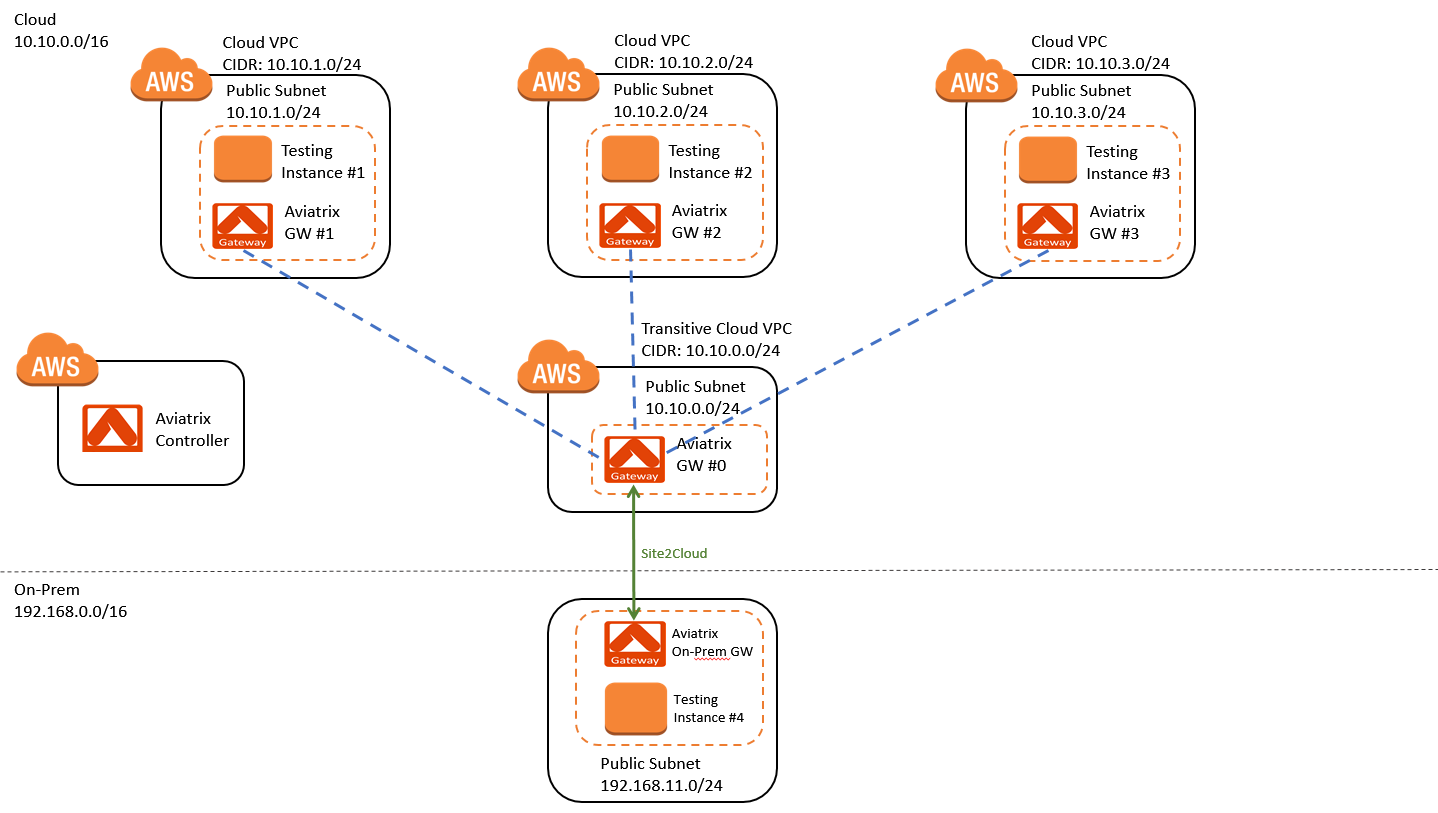 Cloud
10.10.0.0/16
AWS
Cloud VPC
CIDR: 10.10.1.0/24
Public Subnet
10.10.1.0/24
Testing
Instance #1
Gateway
Aviatrix
GW #1
AWS
Cloud VPC
CIDR: 10.10.2.0/24
Public Subnet
10.10.2.0/24
Testing
Instance #2
Gateway
Aviatrix
GW #2
AWS
Cloud VPC
CIDR: 10.10.3.0/24
Public Subnet
10.10.3.0/24
Testing
Instance #3
Gateway
Aviatrix
GW #3
AWS
Aviatrix
Controller
AWS
Transitive Cloud VPC
CIDR: 10.10.0.0/24
Public Subnet
10.10.0.0/24
Gateway
Aviatrix
GW #0
Site2Cloud
On-Prem
192.168.0.0/16
Gateway
Aviatrix
On-Prem GW
Testing
Instance #4
Public Subnet
192.168.11.0/24